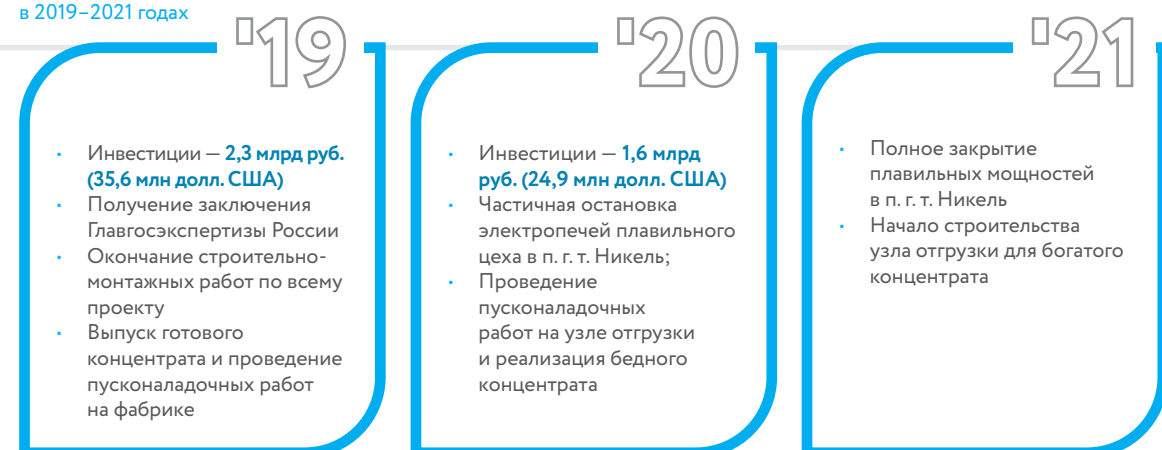 в 2019–2021 годах
'19
• Инвестиции — 2,3 млрд руб.
(35,6 млн долл. США)
• Получение заключения
Главгосэкспертизы России
• Окончание строительно-
монтажных работ по всему
проекту
• Выпуск готового
концентрата и проведение
пусконаладочных работ
на фабрике
'20
• Инвестиции — 1,6 млрд
руб. (24,9 млн долл. США)
• Частичная остановка
электропечей плавильного
цеха в п. г. т. Никель;
• Проведение
пусконаладочных
работ на узле отгрузки
и реализация бедного
концентрата
'21
• Полное закрытие
плавильных мощностей
в п. г. т. Никель
• Начало строительства
узла отгрузки для богатого
концентрата